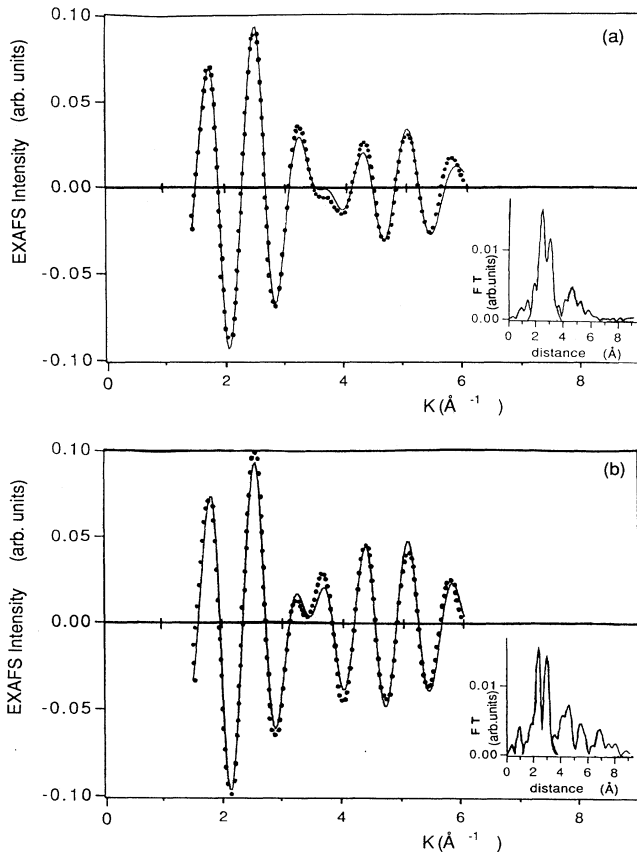 (a)
EXAFS Intensity (arb. units)
0.10
0.05
0.00
-0.05
-0.10
0 2 4 6 8
K (Å -1)
FT (arb.units)
0.01
0.00
0 2 4 6 8
distance (Å)
(b)
EXAFS Intensity (arb. units)
0.10
0.05
0.00
-0.05
-0.10
0 2 4 6 8
K (Å -1)
FT (arb.units)
0.01
0.00
0 2 4 6 8
distance (Å)